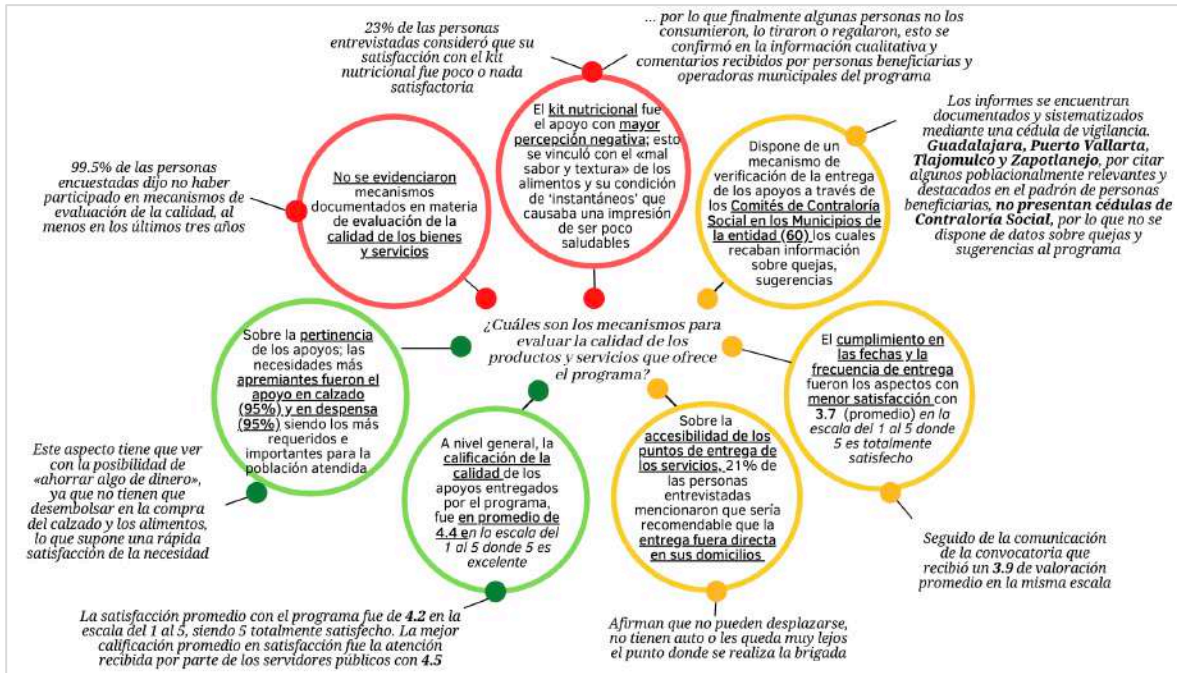 23% de las personas
entrevistadas consideró que su
satisfacción con el kit
nutricional fue poco o nada
satisfactoria
... por lo que finalmente algunas personas no los
consumieron, lo tiraron o regalaron, esto se
confirmó en la información cualitativa y
comentarios recibidos por personas beneficiarias y
operadoras municipales del programa
El kit nutricional fue
el apoyo con mayor
percepción negativa; esto
se vinculó con el «mal
sabor y textura» de los
alimentos y su condición
de 'instantáneos' que
causaba una impresión
de ser poco
saludables
99.5% de las personas
encuestadas dijo no haber
participado en mecanismos de
evaluación de la calidad, al
menos en los últimos tres años
No se evidenciaron
mecanismos
documentados en materia
de evaluación de la
calidad de los bienes
y servicios
Dispone de un
mecanismo de
verificación de la entrega
de los apoyos a través de
los Comités de Contraloría
Social en los Municipios de
la entidad (60) los cuales
recaban información
sobre quejas,
sugerencias
Los informes se encuentran
documentados y sistematizados
mediante una cédula de vigilancia.
Guadalajara, Puerto Vallarta,
Tlajomulco y Zapotlanejo, por citar
algunos poblacionalmente relevantes y
destacados en el padrón de personas
beneficiarias, no presentan cédulas de
Contraloría Social, por lo que no se
dispone de datos sobre quejas y
sugerencias al programa
¿Cuáles son los mecanismos para
evaluar la calidad de los
productos y servicios que ofrece
el programa?
Sobre la pertinencia
de los apoyos; las
necesidades más
apremiantes fueron el
apoyo en calzado
(95%) y en despensa
(95%) siendo los más
requeridos e
importantes para la
población atendida
Este aspecto tiene que ver
con la posibilidad de
«ahorrar algo de dinero»,
ya que no tienen que
desembolsar en la compra
del calzado y los alimentos,
lo que supone una rápida
satisfacción de la necesidad
A nivel general, la
calificación de la
calidad de los
apoyos entregados
por el programa,
fue en promedio de
4.4 en la escala del
1 al 5 donde 5 es
excelente
La satisfacción promedio con el programa fue de 4.2 en la
escala del 1 al 5, siendo 5 totalmente satisfecho. La mejor
calificación promedio en satisfacción fue la atención
recibida por parte de los servidores públicos con 4.5
Sobre la
accesibilidad de los
puntos de entrega de
los servicios, 21% de
las personas
entrevistadas
mencionaron que sería
recomendable que la
entrega fuera directa
en sus domicilios
Afirman que no pueden desplazarse,
no tienen auto o les queda muy lejos
el punto donde se realiza la brigada
El cumplimiento en
las fechas y la
frecuencia de entrega
fueron los aspectos con
menor satisfacción con
3.7 (promedio) en la
escala del 1 al 5 donde
5 es totalmente
satisfecho
Seguido de la comunicación
de la convocatoria que
recibió un 3.9 de valoración
promedio en la misma escala